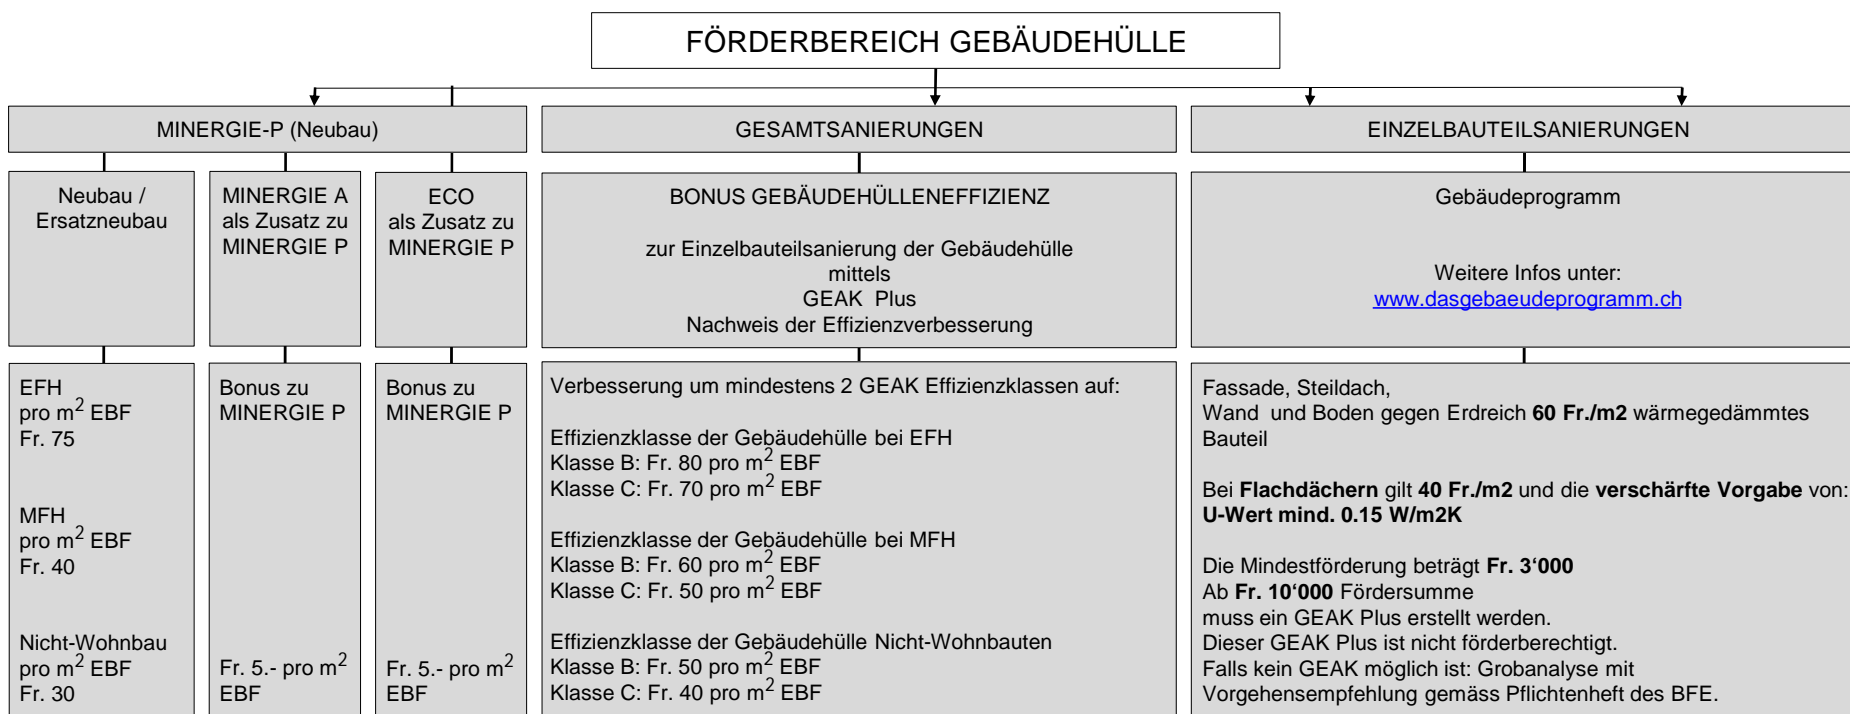 FÖRDERBEREICH GEBÄUDEHÜLLE
MINERGIE-P (Neubau)
Neubau /
Ersatzneubau
MINERGIE A
als Zusatz zu
MINERGIE P
ECO
als Zusatz zu
MINERGIE P
EFH
pro m² EBF
Fr. 75
MFH
pro m² EBF
Fr. 40
Nicht-Wohnbau
pro m² EBF
Fr. 30
Bonus zu
MINERGIE P
Fr. 5.- pro m²
EBF
Bonus zu
MINERGIE P
Fr. 5.- pro m²
EBF
GESAMTSANIERUNGEN
BONUS GEBÄUDEHÜLLENEFFIZIENZ
zur Einzelbauteilsanierung der Gebäudehülle
mittels
GEAK Plus
Nachweis der Effizienzverbesserung
Verbesserung um mindestens 2 GEAK Effizienzklassen auf:
Effizienzklasse der Gebäudehülle bei EFH
Klasse B: Fr. 80 pro m² EBF
Klasse C: Fr. 70 pro m² EBF
Effizienzklasse der Gebäudehülle bei MFH
Klasse B: Fr. 60 pro m² EBF
Klasse C: Fr. 50 pro m² EBF
Effizienzklasse der Gebäudehülle Nicht-Wohnbauten
Klasse B: Fr. 50 pro m² EBF
Klasse C: Fr. 40 pro m² EBF
EINZELBAUTEILSANIERUNGEN
Gebäudeprogramm
Weitere Infos unter:
www.dasgebaeudeprogramm.ch
Fassade, Steildach,
Wand und Boden gegen Erdreich 60 Fr./m2 wärmegedämmtes
Bauteil
Bei Flachdächern gilt 40 Fr./m2 und die verschärfte Vorgabe von:
U-Wert mind. 0.15 W/m2K
Die Mindestförderung beträgt Fr. 3‘000
Ab Fr. 10‘000 Fördersumme
muss ein GEAK Plus erstellt werden.
Dieser GEAK Plus ist nicht förderberechtigt.
Falls kein GEAK möglich ist: Grobanalyse mit
Vorgehensempfehlung gemäss Pflichtenheft des BFE.